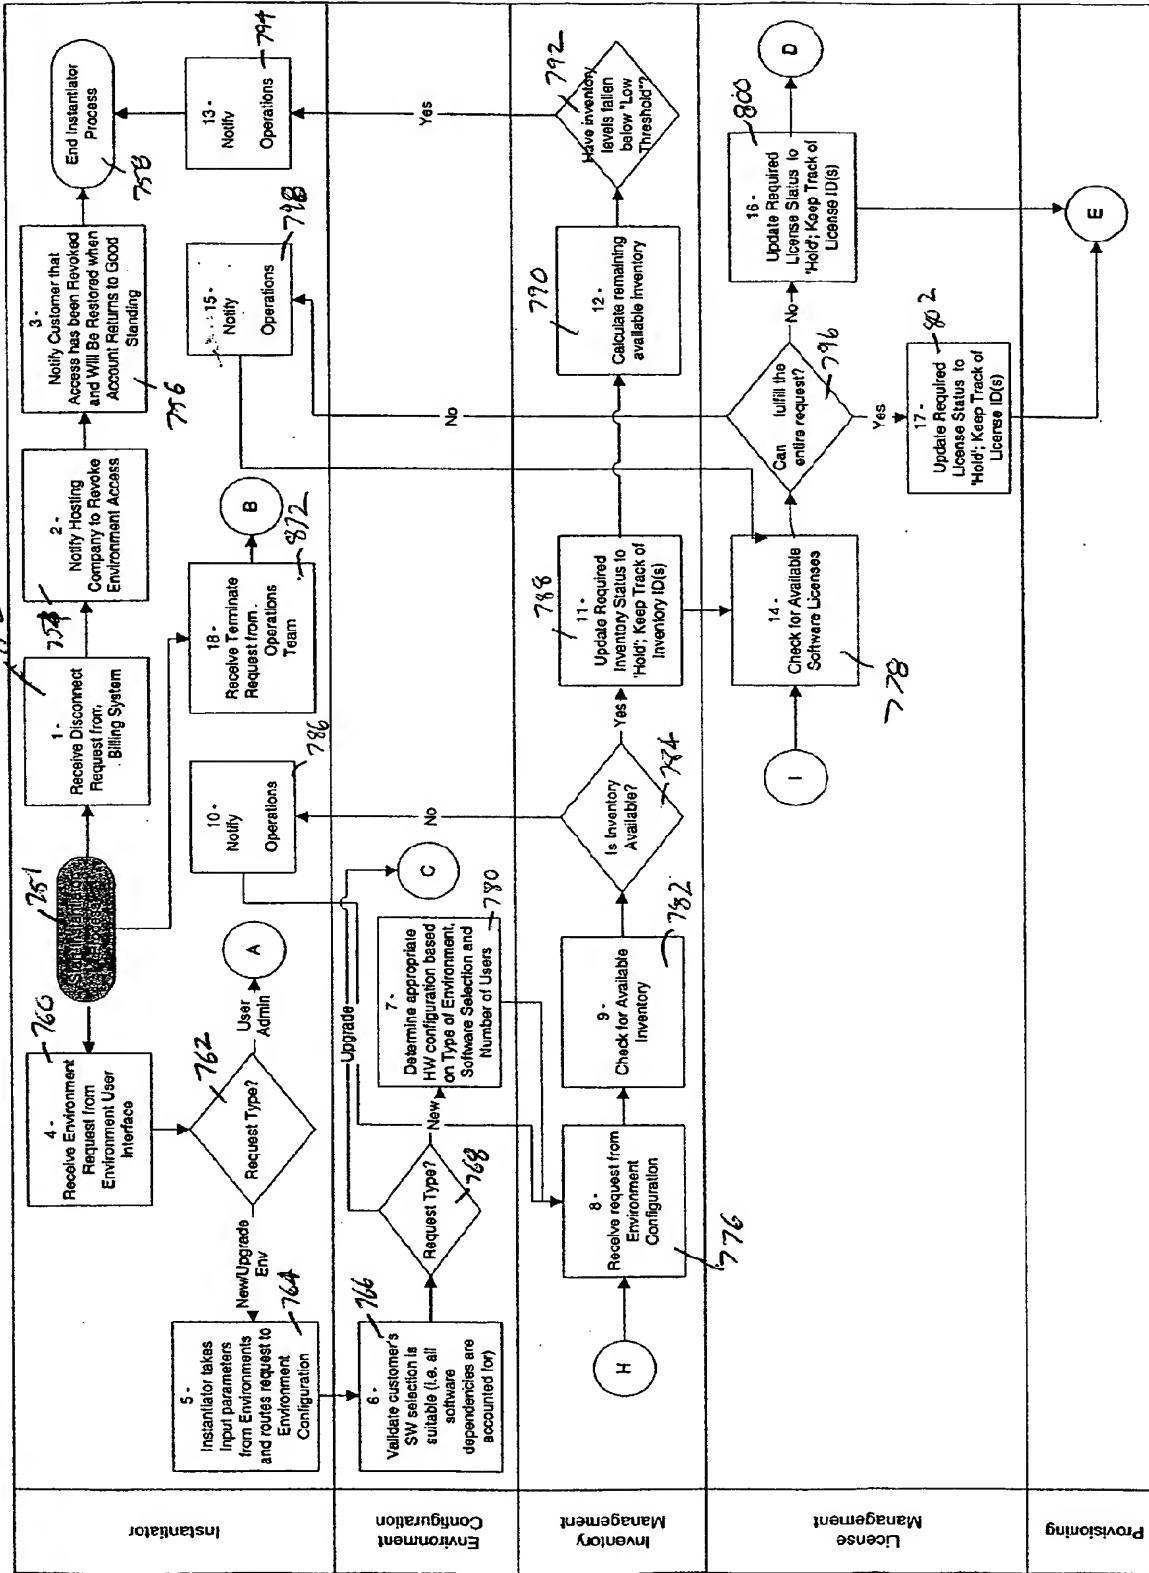 Instantiator
Start Instantiator
Process
751
1 -
Receive Disconnect
Request from
Billing System
2 -
Notify Hosting
Company to Revoke
Environment Access
3 -
Notify Customer that
Access has been Revoked
and Will Be Restored when
Account Returns to Good
Standing
756
End Instantiator
Process
758
4 -
Receive Environment
Request from
Environment User
Interface
760
Request Type?
762
User
Admin
A
New/Upgrade
Env
5 -
Instantiator takes
Input parameters
from Environments
and routes request to
Environment
Configuration
764
18 -
Receive Terminate
Request from
Operations
Team
872
B
10 -
Notify
Operations
786
15 -
Notify
Operations
798
13 -
Notify
Operations
794
Environment
Configuration
6 -
Validate customer's
SW selection is
suitable (i.e. all
software
dependencies are
accounted for)
766
Request Type?
768
Upgrade
C
New
7 -
Determine appropriate
HW configuration based
on Type of Environment,
Software Selection and
Number of Users
780
Inventory
Management
H
8 -
Receive request from
Environment
Configuration
776
9 -
Check for Available
Inventory
782
Is Inventory
Available?
784
No
Yes
11 -
Update Required
Inventory Status to
'Hold'; Keep Track of
Inventory ID(s)
788
12 -
Calculate remaining
available inventory
790
Have inventory
levels fallen
below "Low
Threshold"?
792
Yes
License
Management
I
14 -
Check for Available
Software Licenses
778
Can fulfill the
entire request?
796
No
No
Yes
16 -
Update Required
License Status to
'Hold'; Keep Track of
License ID(s)
800
D
17 -
Update Required
License Status to
'Hold'; Keep Track of
License ID(s)
802
Provisioning
E